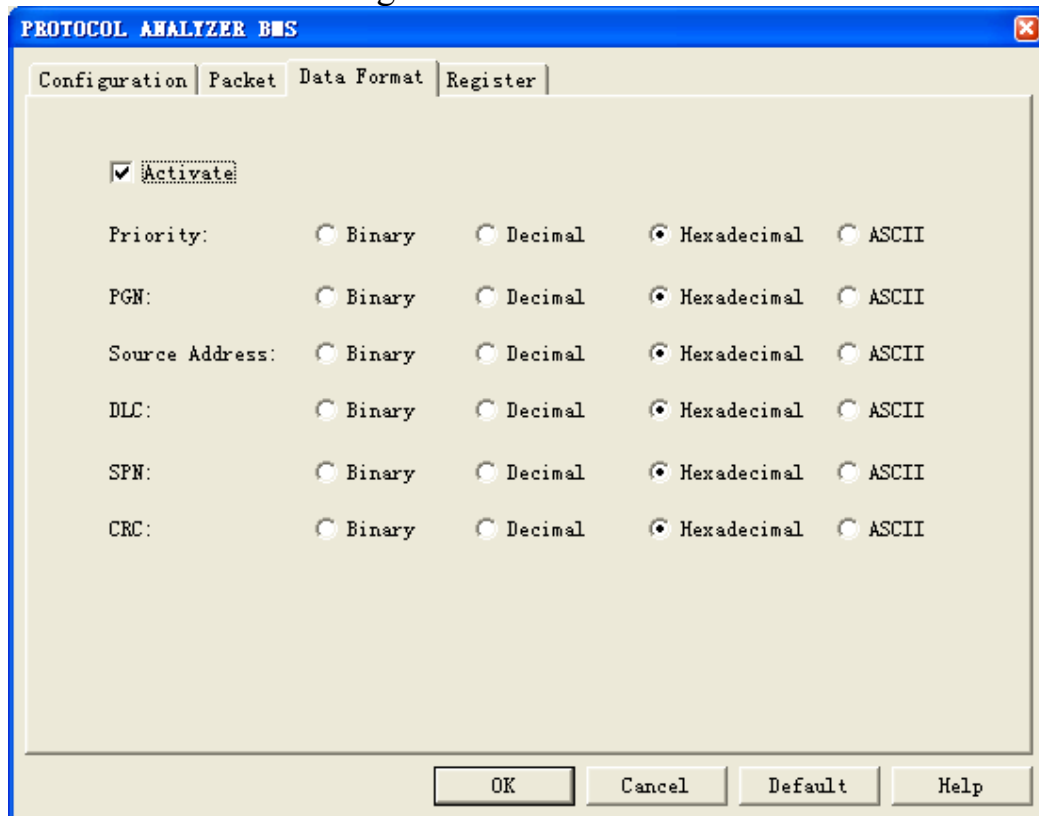 PROTOCOL ANALYZER BMS
Configuration Packet Data Format Register
Activate
Priority: Binary Decimal Hexadecimal ASCII
PGN: Binary Decimal Hexadecimal ASCII
Source Address: Binary Decimal Hexadecimal ASCII
DLC: Binary Decimal Hexadecimal ASCII
SPN: Binary Decimal Hexadecimal ASCII
CRC: Binary Decimal Hexadecimal ASCII
OK Cancel Default Help